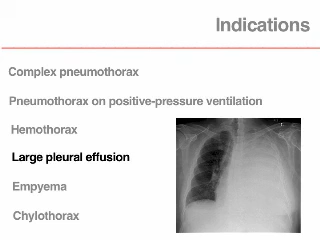 Indications
Complex pneumothorax
Pneumothorax on positive-pressure ventilation
Hemothorax
Large pleural effusion
Empyema
Chylothorax